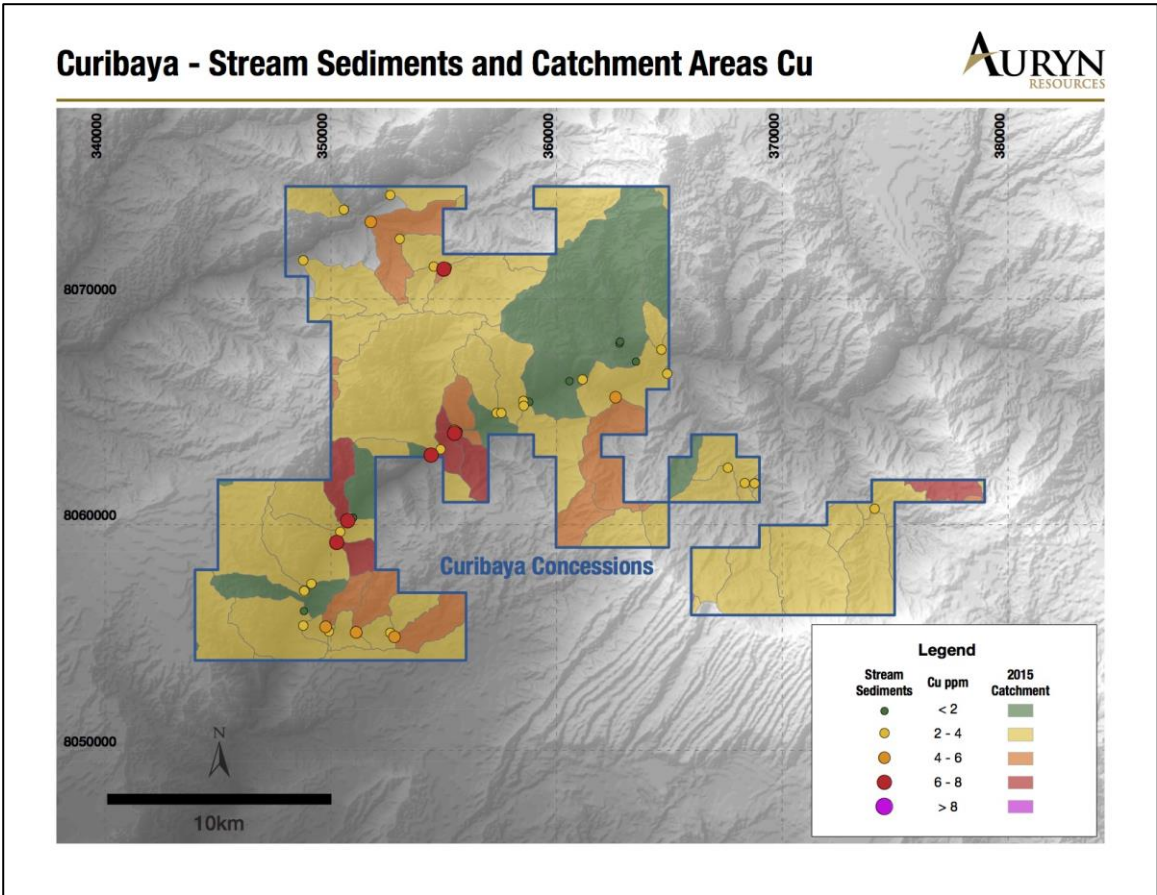 Curibaya - Stream Sediments and Catchment Areas Cu
AURYN
RESOURCES
340000
350000
360000
370000
380000
8070000
8060000
Curibaya Concessions
8050000
N
10km
Legend
Stream Sediments
Cu ppm
2015 Catchment
< 2
2 - 4
4 - 6
6 - 8
> 8